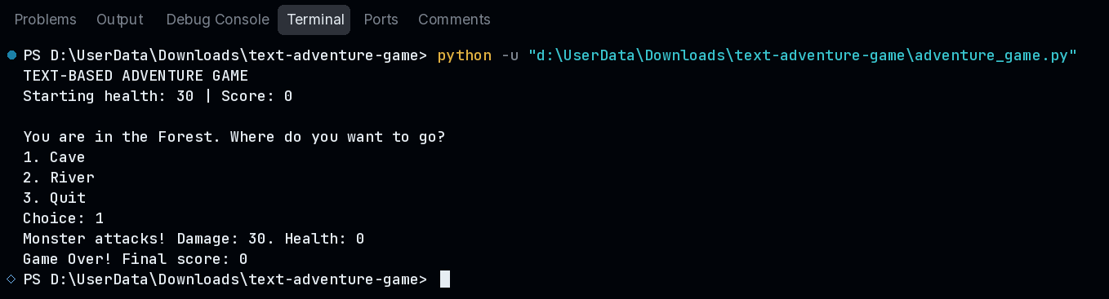 Problems Output Debug Console Terminal Ports Comments
PS D:\UserData\Downloads\text-adventure-game> python -u "d:\UserData\Downloads\text-adventure-game\adventure_game.py"
TEXT-BASED ADVENTURE GAME
Starting health: 30 | Score: 0
You are in the Forest. Where do you want to go?
1. Cave
2. River
3. Quit
Choice: 1
Monster attacks! Damage: 30. Health: 0
Game Over! Final score: 0
PS D:\UserData\Downloads\text-adventure-game>